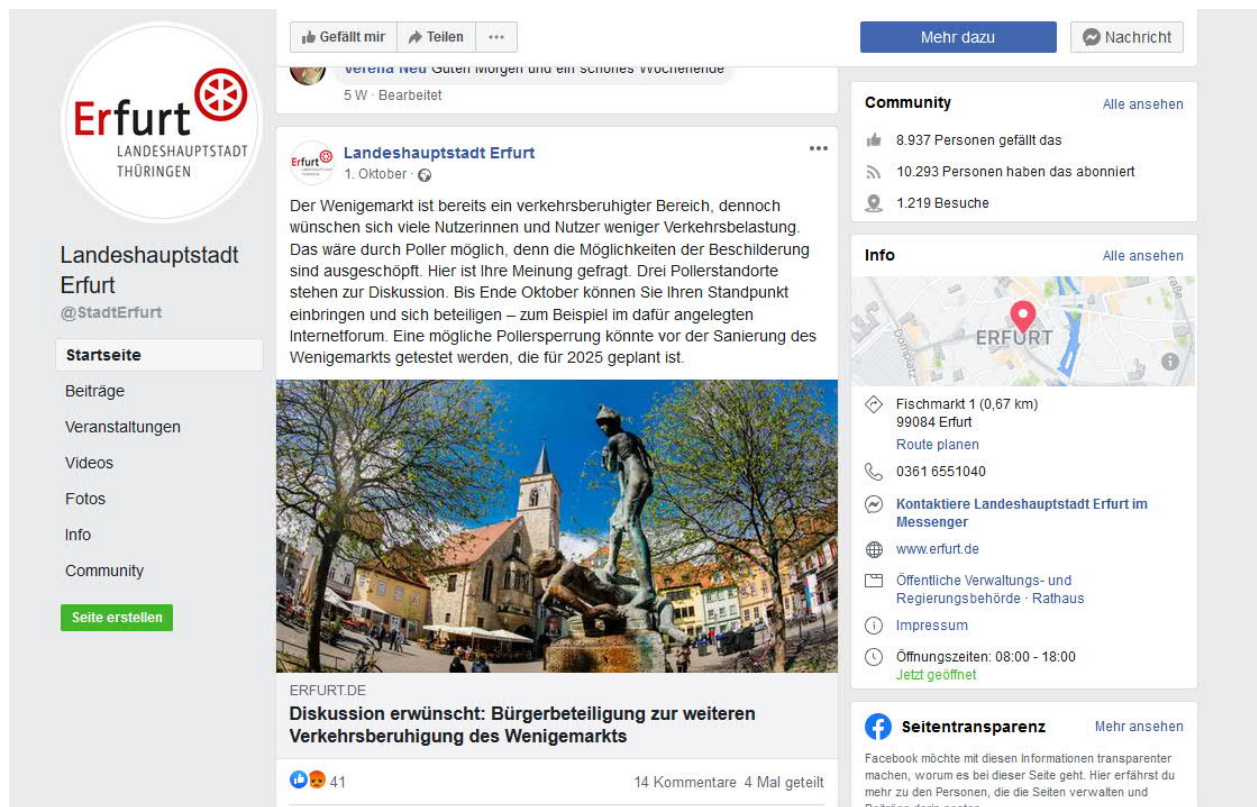 Erfurt
LANDESHAUPTSTADT
THÜRINGEN
Landeshauptstadt
Erfurt
@StadtErfurt
Startseite
Beiträge
Veranstaltungen
Videos
Fotos
Info
Community
Seite erstellen
Gefällt mir
Teilen
Mehr dazu
Nachricht
Verena Neu Guten Morgen und ein schönes Wochenende
5 W · Bearbeitet
Erfurt
Landeshauptstadt Erfurt
1. Oktober ·
Der Wenigemarkt ist bereits ein verkehrsberuhigter Bereich, dennoch
wünschen sich viele Nutzerinnen und Nutzer weniger Verkehrsbelastung.
Das wäre durch Poller möglich, denn die Möglichkeiten der Beschilderung
sind ausgeschöpft. Hier ist Ihre Meinung gefragt. Drei Pollerstandorte
stehen zur Diskussion. Bis Ende Oktober können Sie Ihren Standpunkt
einbringen und sich beteiligen – zum Beispiel im dafür angelegten
Internetforum. Eine mögliche Pollersperrung könnte vor der Sanierung des
Wenigemarkts getestet werden, die für 2025 geplant ist.
ERFURT.DE
Diskussion erwünscht: Bürgerbeteiligung zur weiteren
Verkehrsberuhigung des Wenigemarkts
41
14 Kommentare 4 Mal geteilt
Community
Alle ansehen
8.937 Personen gefällt das
10.293 Personen haben das abonniert
1.219 Besuche
Info
Alle ansehen
Domplatz
ERFURT
Fischmarkt 1 (0,67 km)
99084 Erfurt
Route planen
0361 6551040
Kontaktiere Landeshauptstadt Erfurt im
Messenger
www.erfurt.de
Öffentliche Verwaltungs- und
Regierungsbehörde · Rathaus
Impressum
Öffnungszeiten: 08:00 - 18:00
Jetzt geöffnet
Seitentransparenz
Mehr ansehen
Facebook möchte mit diesen Informationen transparenter
machen, worum es bei dieser Seite geht. Hier erfährst du
mehr zu den Personen, die die Seiten verwalten und
Beiträge darin posten.